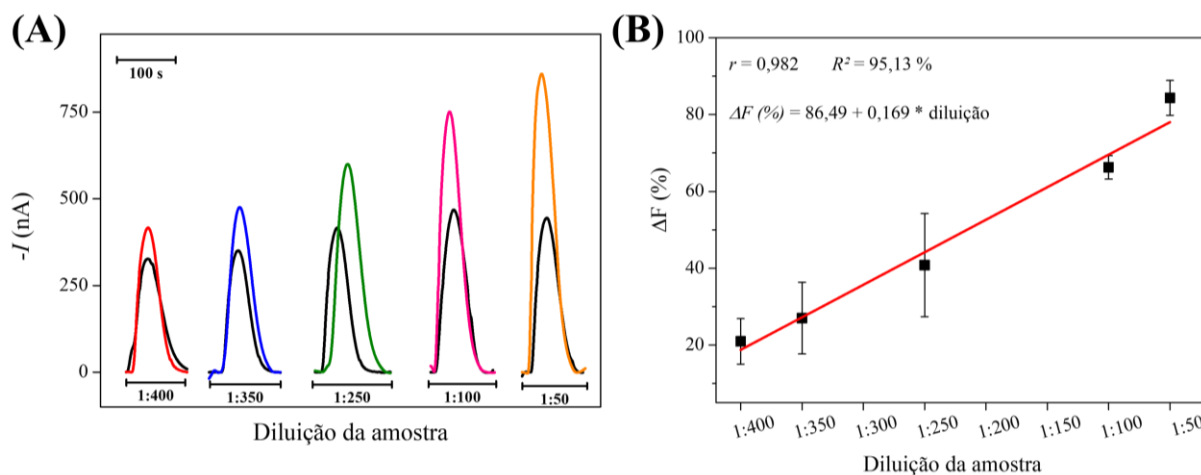 (A)
100 s
750
500
250
0
-I (nA)
1:400
1:350
1:250
1:100
1:50
Diluição da amostra
(B)
r = 0,982 R² = 95,13 %
ΔF (%) = 86,49 + 0,169 * diluição
100
80
60
40
20
ΔF (%)
1:400
1:350
1:300
1:250
1:200
1:150
1:100
1:50
Diluição da amostra